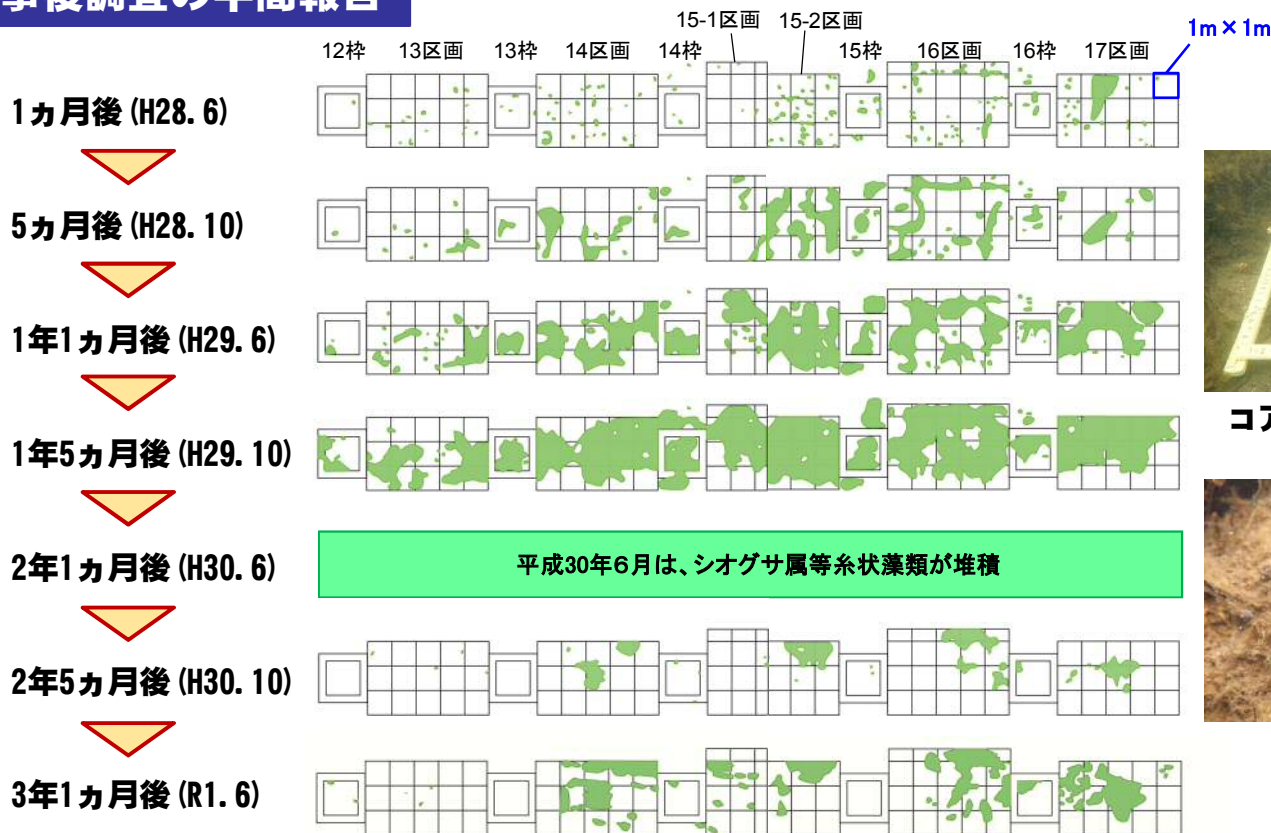 事後調査の中間報告
15-1区画 15-2区画
12枠 13区画 13枠 14区画 14枠 15枠 16区画 16枠 17区画
1m×1m
1ヵ月後(H28.6)
5ヵ月後(H28.10)
1年1ヵ月後(H29.6)
コア
1年5ヵ月後(H29.10)
2年1ヵ月後(H30.6)
平成30年6月は、シオグサ属等糸状藻類が堆積
2年5ヵ月後(H30.10)
3年1ヵ月後(R1.6)